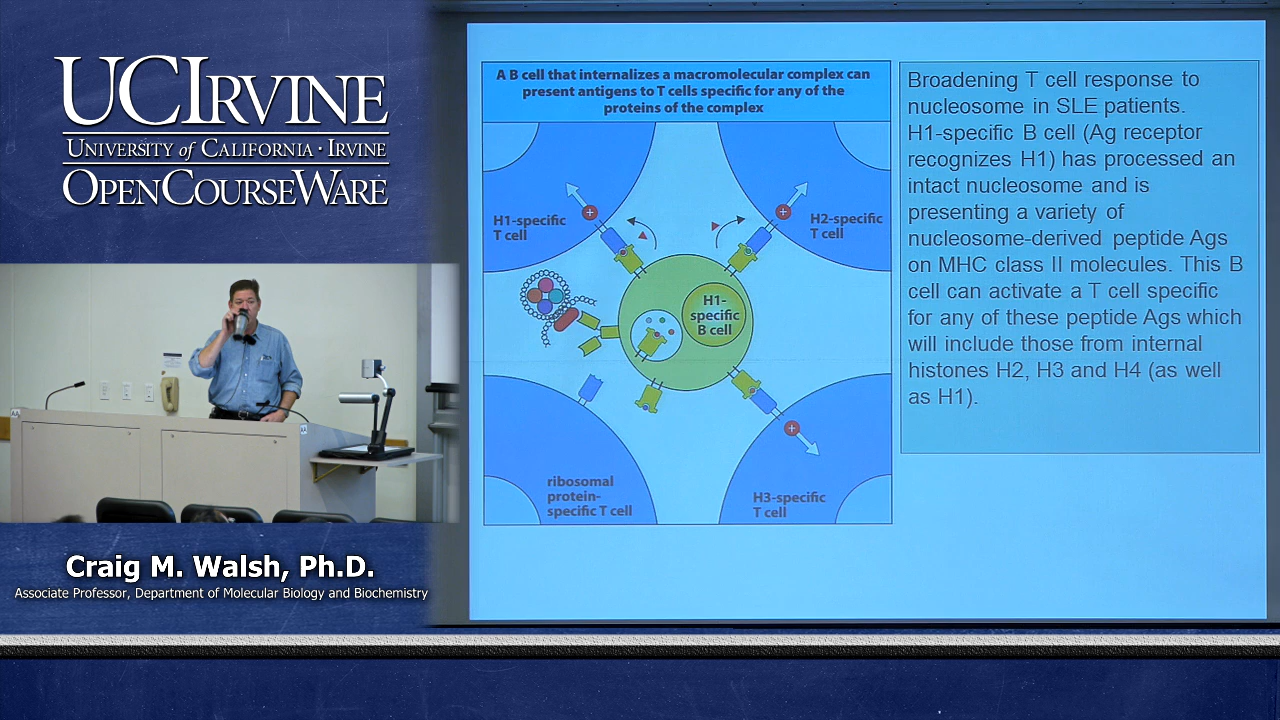 UCIRVINE
UNIVERSITY of CALIFORNIA · IRVINE
OPENCOURSEWARE
Craig M. Walsh, Ph.D.
Associate Professor, Department of Molecular Biology and Biochemistry
A B cell that internalizes a macromolecular complex can
present antigens to T cells specific for any of the
proteins of the complex
H1-specific
T cell
H2-specific
T cell
H1-
specific
B cell
ribosomal
protein-
specific T cell
H3-specific
T cell
Broadening T cell response to
nucleosome in SLE patients.
H1-specific B cell (Ag receptor
recognizes H1) has processed an
intact nucleosome and is
presenting a variety of
nucleosome-derived peptide Ags
on MHC class II molecules. This B
cell can activate a T cell specific
for any of these peptide Ags which
will include those from internal
histones H2, H3 and H4 (as well
as H1).